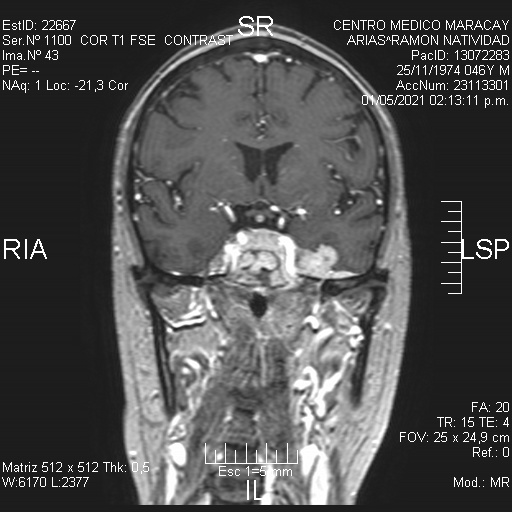 EstID: 22667
Ser.Nº 1100 COR T1 FSE CONTRAST
Ima.Nº 43
PE= --
NAq: 1 Loc: -21,3 Cor
SR
CENTRO MEDICO MARACAY
ARIAS^RAMON NATIVIDAD
PacID: 13072283
25/11/1974 046Y M
AccNum: 23113301
01/05/2021 02:13:11 p.m.
RIA
LSP
FA: 20
TR: 15 TE: 4
FOV: 25 x 24,9 cm
Ref.: 0
Matriz 512 x 512 Thk: 0,5
W:6170 L:2377
Esc 1=5 mm
IL
Mod.: MR